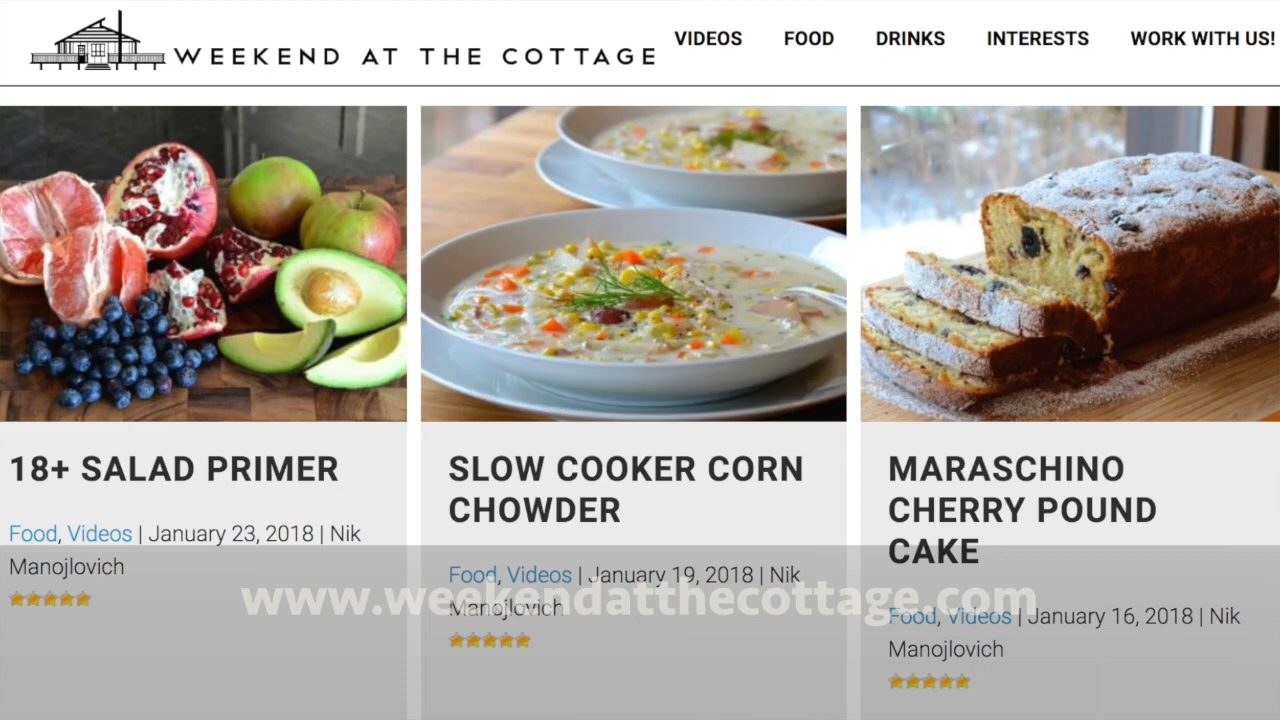 WEEKEND AT THE COTTAGE
VIDEOS FOOD DRINKS INTERESTS WORK WITH US!
18+ SALAD PRIMER
Food, Videos | January 23, 2018 | Nik
Manojlovich
SLOW COOKER CORN
CHOWDER
Food, Videos | January 19, 2018 | Nik
Manojlovich
MARASCHINO
CHERRY POUND
CAKE
Food, Videos | January 16, 2018 | Nik
Manojlovich
www.weekendatthecottage.com